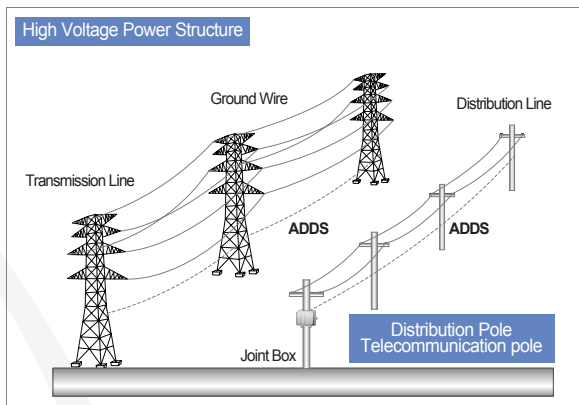 High Voltage Power Structure
Ground Wire
Distribution Line
Transmission Line
ADDS
ADDS
Distribution Pole
Telecommunication pole
Joint Box